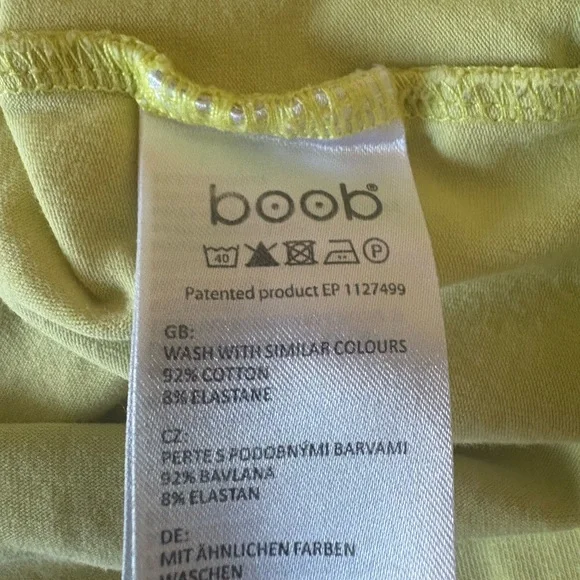 boob®
40 P
Patented product EP 1127499
GB:
WASH WITH SIMILAR COLOURS
92% COTTON
8% ELASTANE
CZ:
PERTE S PODOBNÝMI BARVAMI
92% BAVLANA
8% ELASTAN
DE:
MIT ÄHNLICHEN FARBEN
WASCHEN